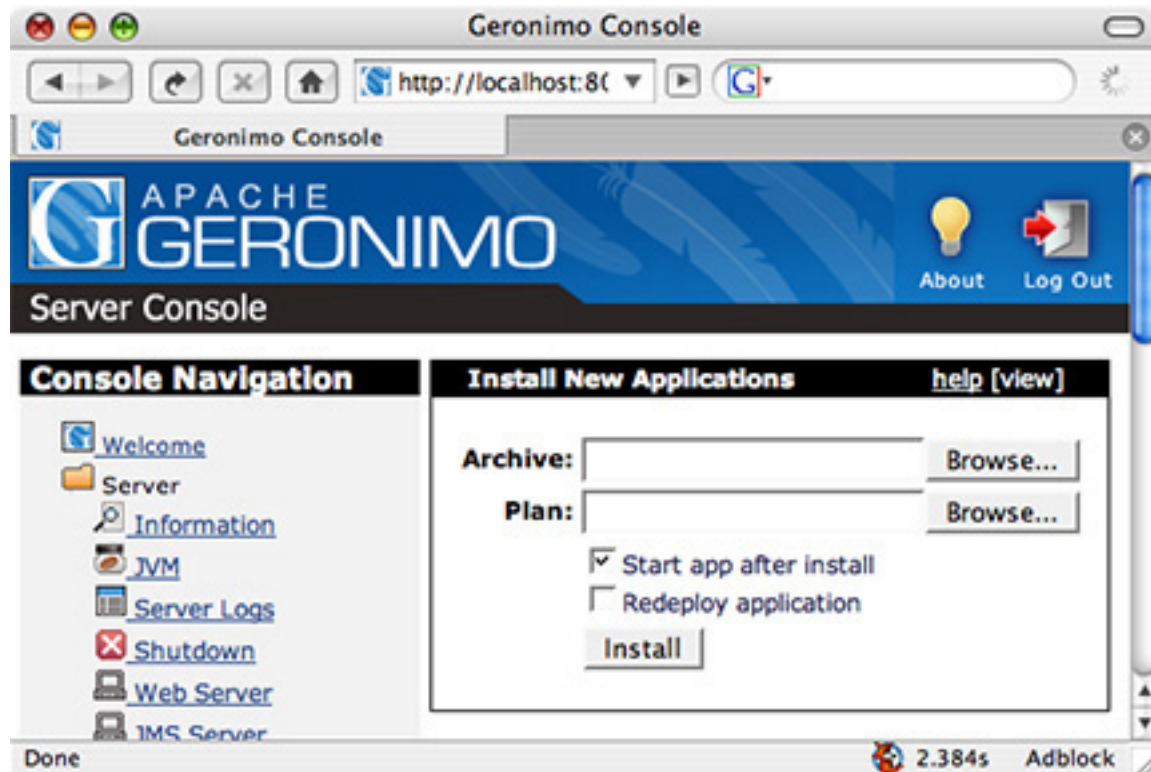 Geronimo Console
http://localhost:8(
Geronimo Console
APACHE
GERONIMO
About
Log Out
Server Console
Console Navigation
Welcome
Server
Information
JVM
Server Logs
Shutdown
Web Server
JMS Server
Install New Applications help [view]
Archive: Browse...
Plan: Browse...
Start app after install
Redeploy application
Install
Done 2.384s Adblock